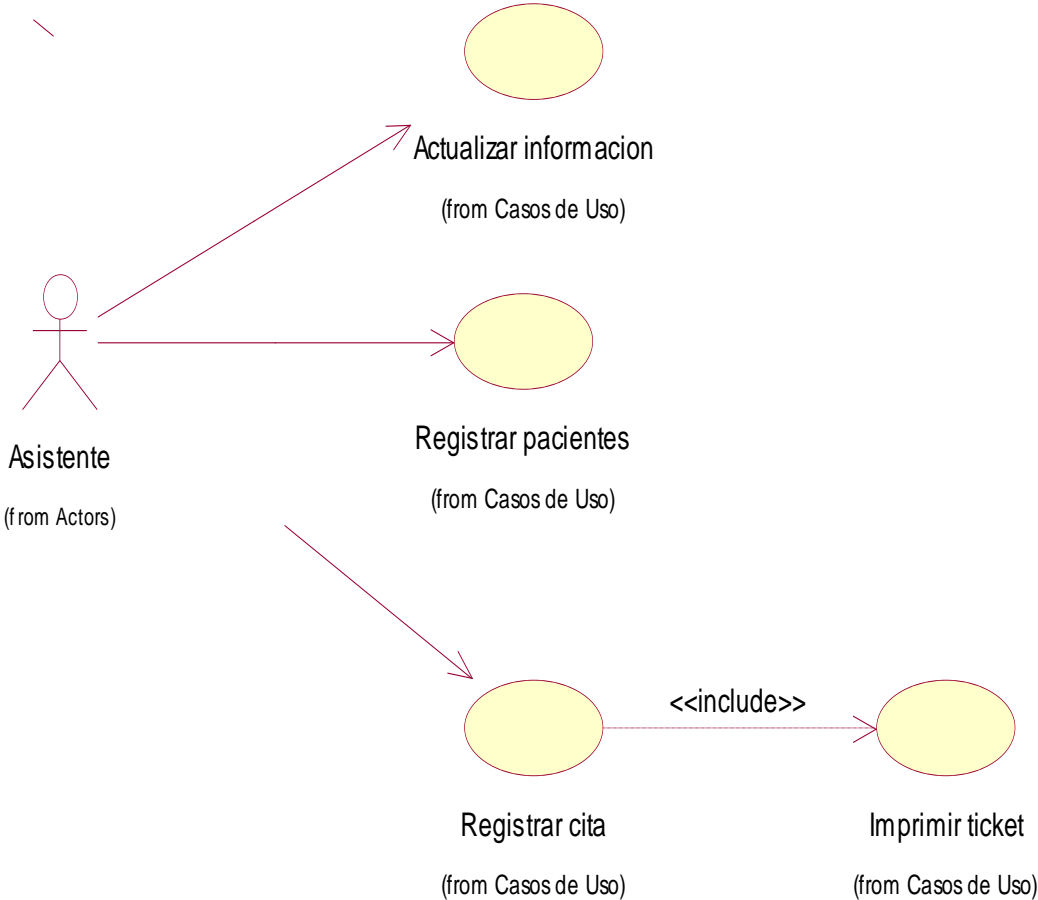 Actualizar informacion
(from Casos de Uso)
Asistente
(from Actors)
Registrar pacientes
(from Casos de Uso)
<<include>>
Registrar cita
(from Casos de Uso)
Imprimir ticket
(from Casos de Uso)